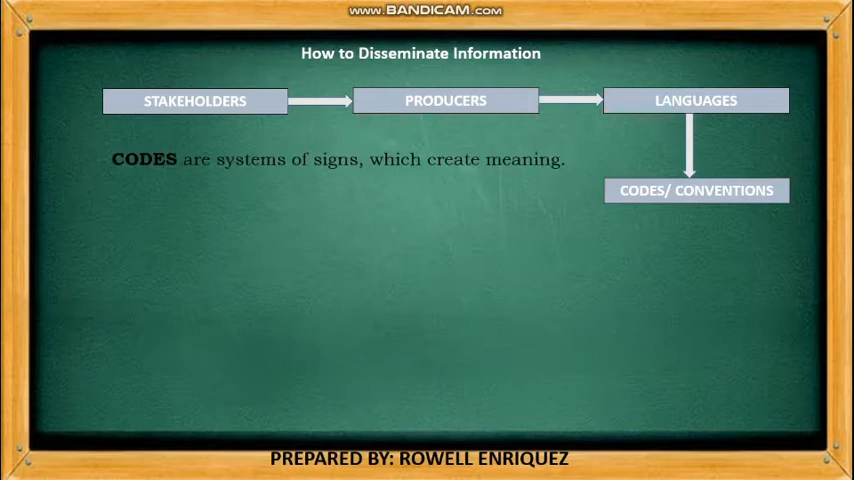 www.BANDICAM.com
How to Disseminate Information
STAKEHOLDERS
PRODUCERS
LANGUAGES
CODES are systems of signs, which create meaning.
CODES/ CONVENTIONS
PREPARED BY: ROWELL ENRIQUEZ